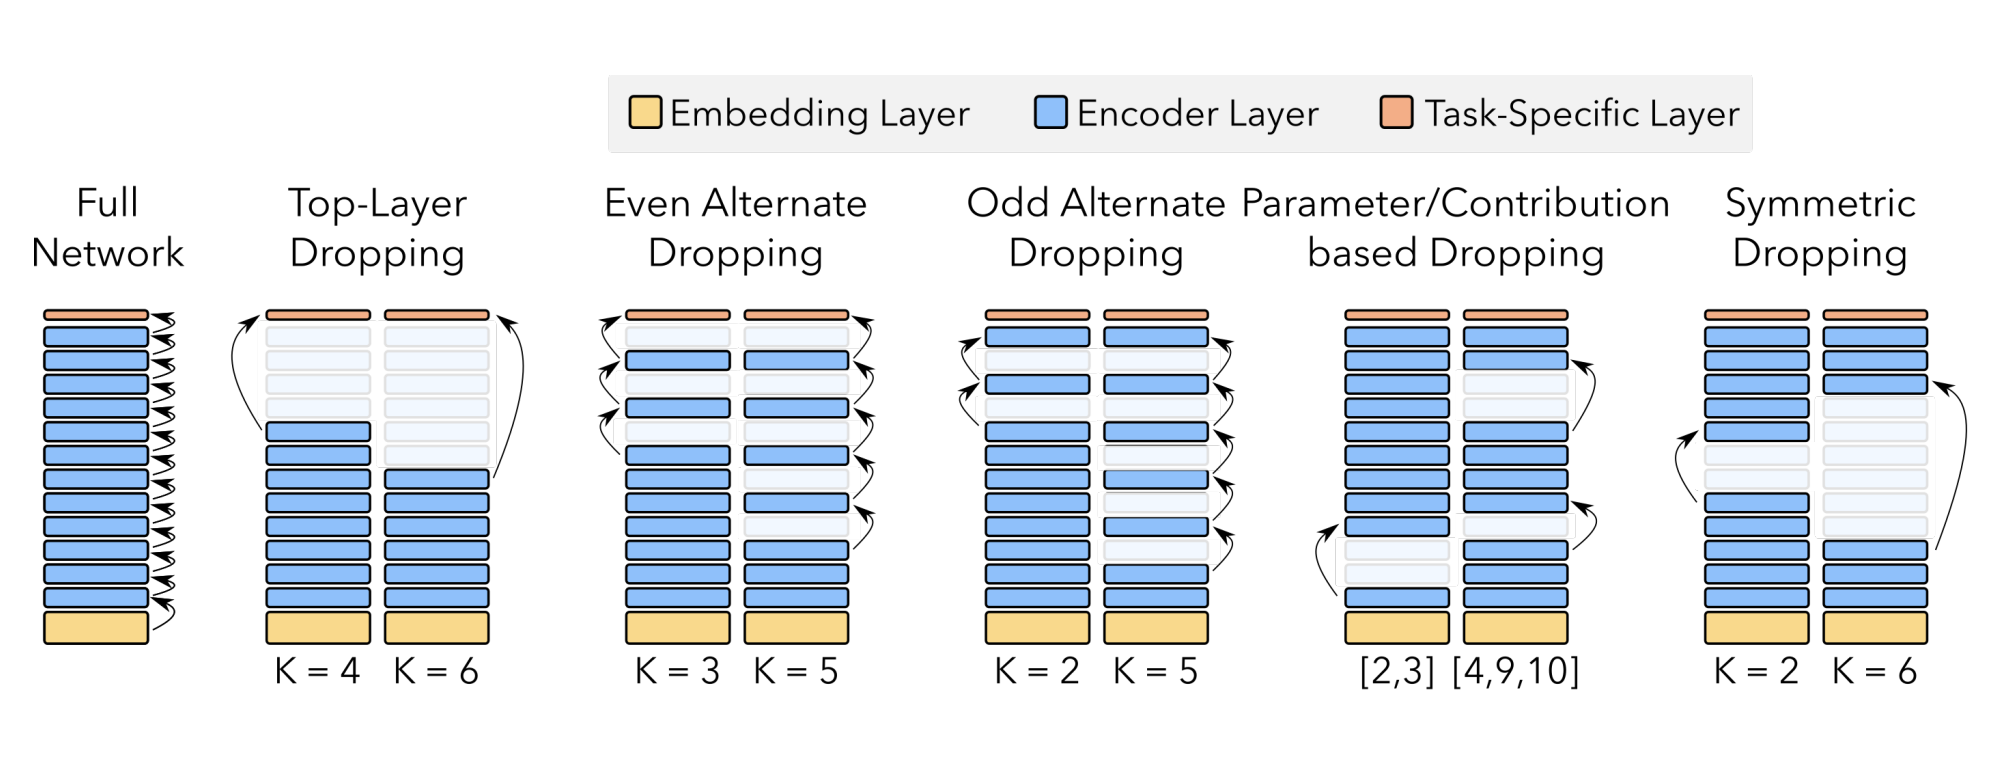 Embedding Layer
Encoder Layer
Task-Specific Layer
Full
Network
Top-Layer
Dropping
Even Alternate
Dropping
Odd Alternate
Dropping
Parameter/Contribution
based Dropping
Symmetric
Dropping
K = 4
K = 6
K = 3
K = 5
K = 2
K = 5
[2,3]
[4,9,10]
K = 2
K = 6